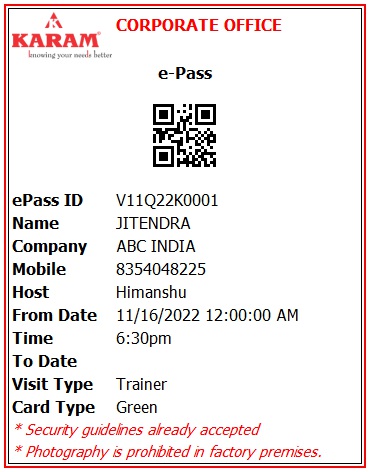 KARAM®
knowing your needs better
CORPORATE OFFICE
e-Pass
ePass ID V11Q22K0001
Name JITENDRA
Company ABC INDIA
Mobile 8354048225
Host Himanshu
From Date 11/16/2022 12:00:00 AM
Time 6:30pm
To Date
Visit Type Trainer
Card Type Green
* Security guidelines already accepted
* Photography is prohibited in factory premises.